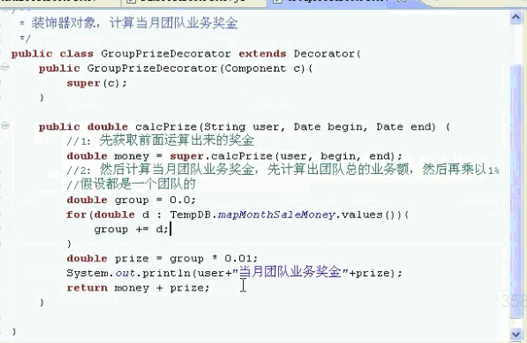 * 装饰器对象，计算当月团队业务奖金
*/
public class GroupPrizeDecorator extends Decorator{
public GroupPrizeDecorator(Component c){
super(c);
}
public double calcPrize(String user, Date begin, Date end) {
//1: 先获取前面运算出来的奖金
double money = super.calcPrize(user, begin, end);
//2: 然后计算当月团队业务奖金，先计算出团队总的业务额，然后再乘以1%
//假设都是一个团队的
double group = 0.0;
for(double d : TempDB.mapMonthSaleMoney.values()){
group += d;
}
double prize = group * 0.01;
System.out.println(user+"当月团队业务奖金"+prize);
return money + prize;
}
}